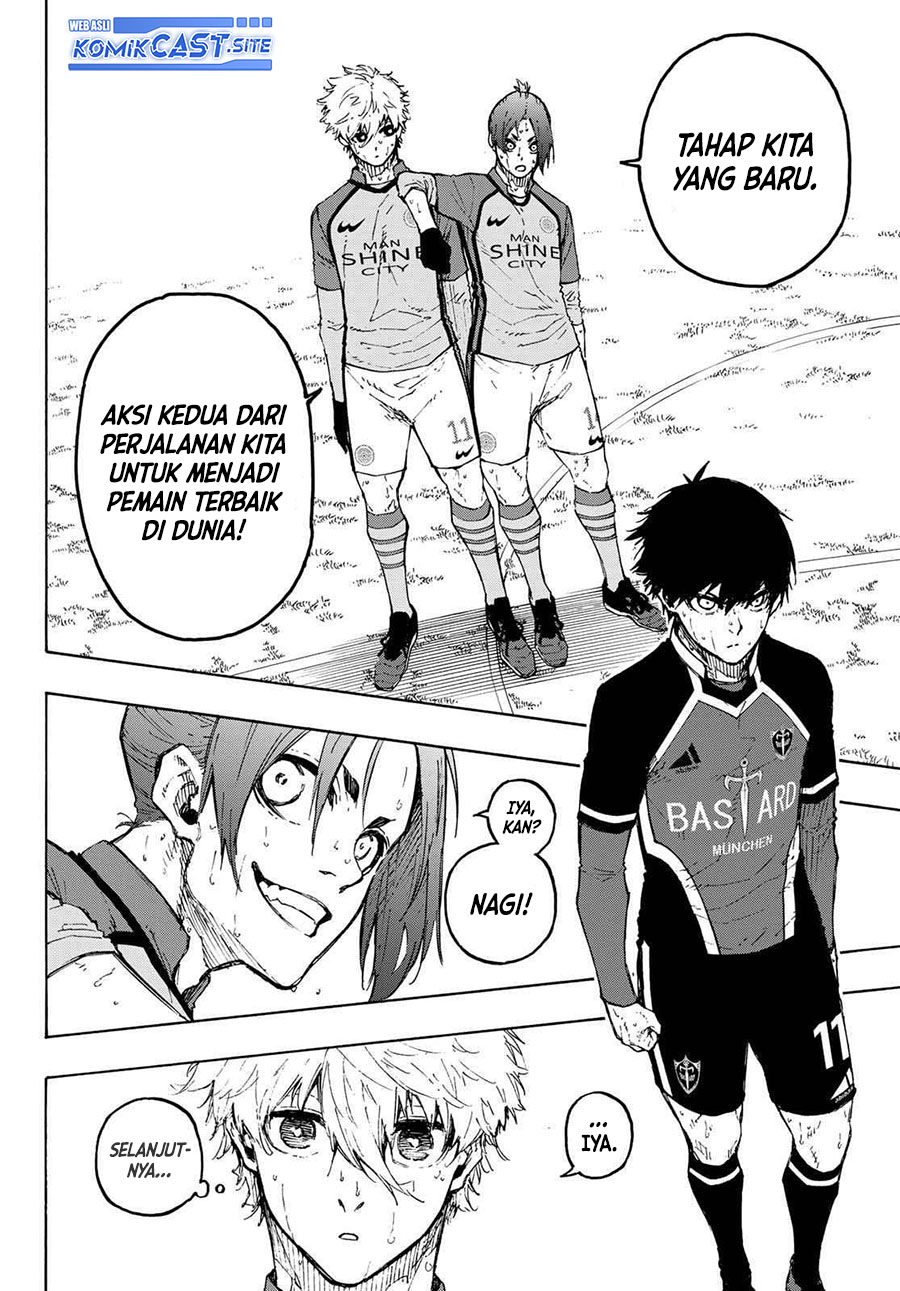 WEB ASLI
KOMIKCAST.SITE
TAHAP KITA
YANG BARU.
MAN
SHINE
CITY
MAN
SHINE
CITY
11
1
AKSI KEDUA DARI
PERJALANAN KITA
UNTUK MENJADI
PEMAIN TERBAIK
DI DUNIA!
BASTARD
MÜNCHEN
11
IYA,
KAN?
NAGI!
...
IYA.
SELANJUT-
NYA...